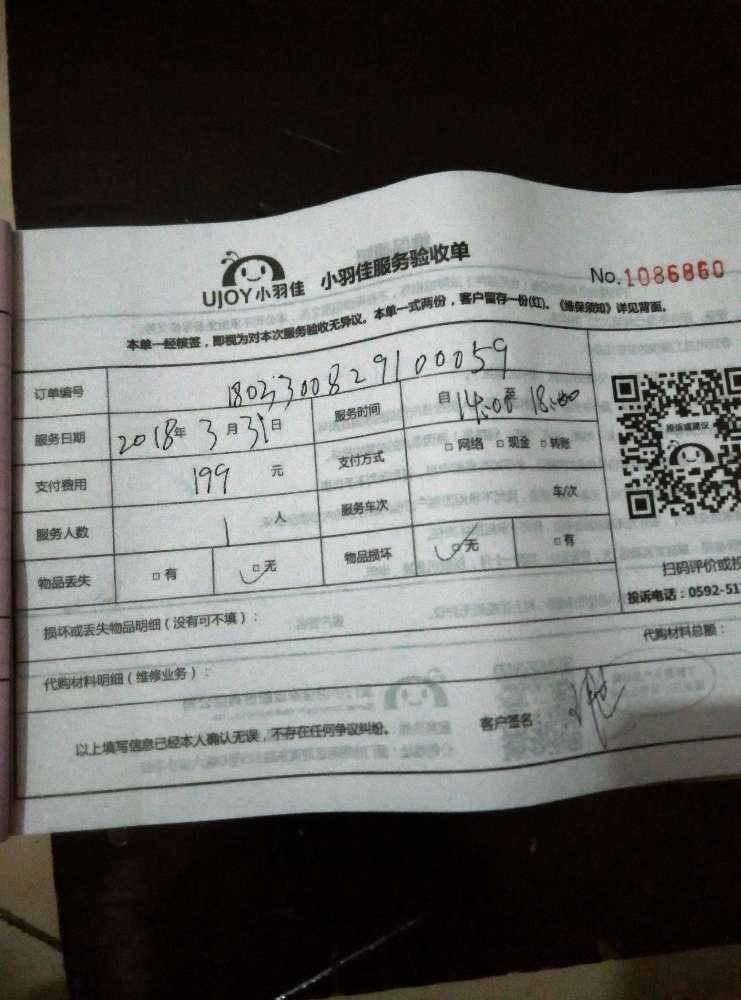 UJOY小羽佳 小羽佳服务验收单
No.1086860
本单一经核签，即视为对本次服务验收无异议。本单一式两份，客户留存一份(红)。《维保须知》详见背面。
订单编号 1803300829100059
服务日期 2018年3月31日 服务时间 自14:00至18:00
支付费用 199 元 支付方式 □网络 □现金 □转账
服务人数 1 人 服务车次 车/次
物品丢失 □有 □无 物品损坏 □无 □有
投诉或建议
扫码评价或投
投诉电话：0592-51
损坏或丢失物品明细（没有可不填）：
代购材料明细（维修业务）： 代购材料总额：
以上填写信息已经本人确认无误，不存在任何争议纠纷。 客户签名：